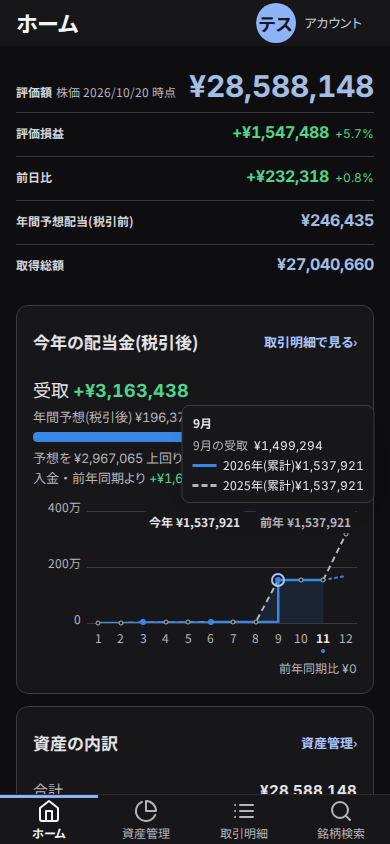 ホーム
テス アカウント
評価額 株価 2026/10/20 時点 ¥28,588,148
評価損益 +¥1,547,488 +5.7%
前日比 +¥232,318 +0.8%
年間予想配当(税引前) ¥246,435
取得総額 ¥27,040,660
今年の配当金(税引後) 取引明細で見る›
受取 +¥3,163,438
年間予想(税引後) ¥196,37
予想を ¥2,967,065 上回り
入金・前年同期より +¥1,6
9月
9月の受取 ¥1,499,294
2026年(累計)¥1,537,921
2025年(累計)¥1,537,921
今年 ¥1,537,921 前年 ¥1,537,921
400万
200万
0
1 2 3 4 5 6 7 8 9 10 11 12
前年同期比 ¥0
資産の内訳 資産管理›
合計 ¥28,588,148
ホーム 資産管理 取引明細 銘柄検索